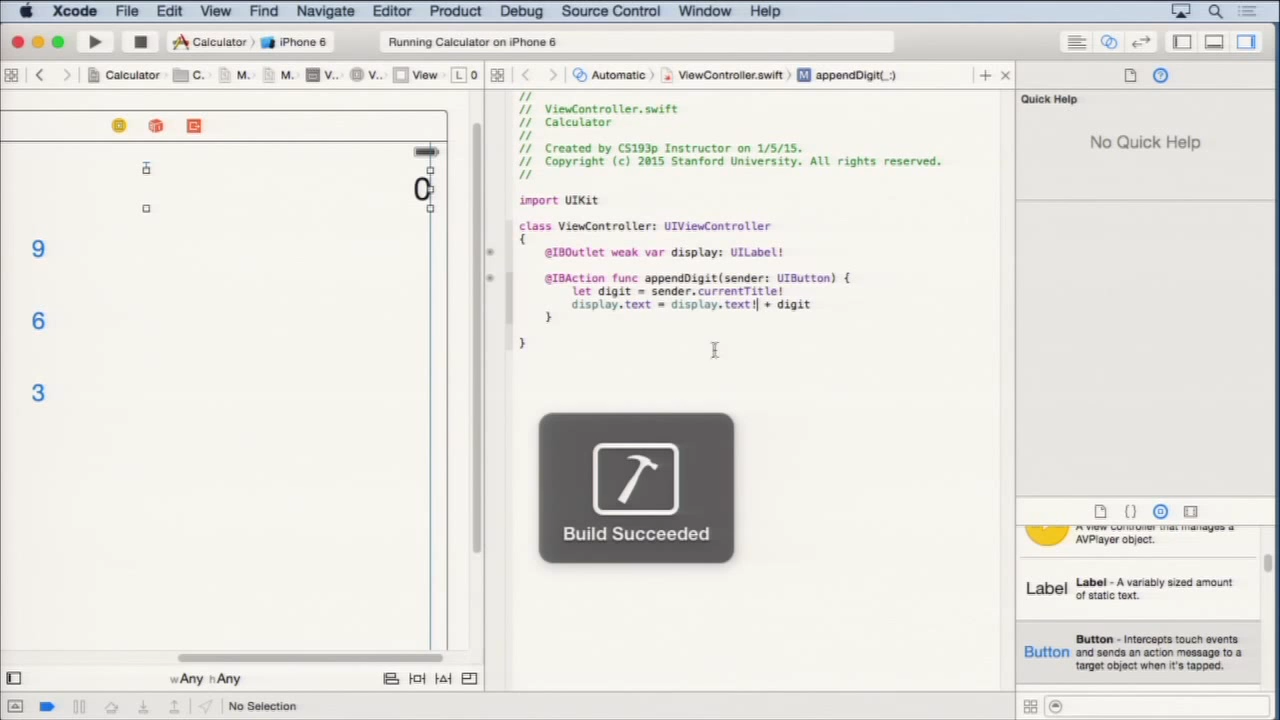 Xcode File Edit View Find Navigate Editor Product Debug Source Control Window Help
Calculator iPhone 6 Running Calculator on iPhone 6
Calculator C. M. M. V.. V.. View L 0
Automatic ViewController.swift M appendDigit(_:)
//
// ViewController.swift
// Calculator
//
// Created by CS193p Instructor on 1/5/15.
// Copyright (c) 2015 Stanford University. All rights reserved.
//
import UIKit
class ViewController: UIViewController
{
@IBOutlet weak var display: UILabel!
@IBAction func appendDigit(sender: UIButton) {
let digit = sender.currentTitle!
display.text = display.text! + digit
}
}
0
9
6
3
Build Succeeded
Quick Help
No Quick Help
A view controller that manages a
AVPlayer object.
Label
Label - A variably sized amount
of static text.
Button
Button - Intercepts touch events
and sends an action message to a
target object when it's tapped.
wAny hAny
No Selection